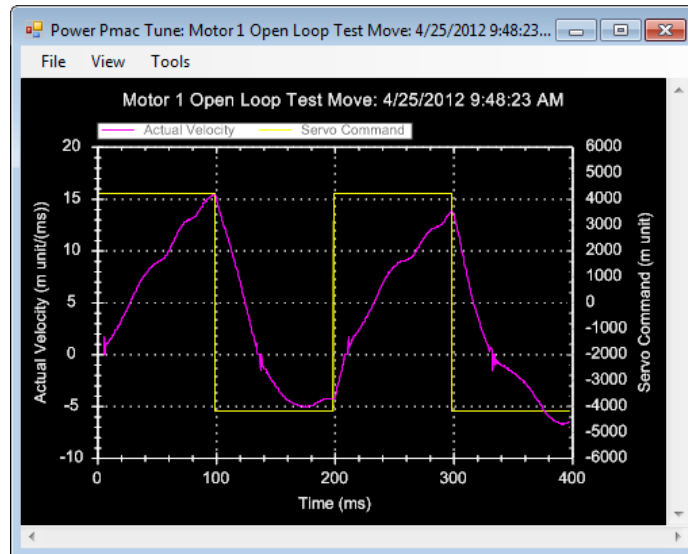 Power Pmac Tune: Motor 1 Open Loop Test Move: 4/25/2012 9:48:23...
File View Tools
Motor 1 Open Loop Test Move: 4/25/2012 9:48:23 AM
Actual Velocity Servo Command
Actual Velocity (m unit/(ms))
20
15
10
5
0
-5
-10
6000
5000
4000
3000
2000
1000
0
-1000
-2000
-3000
-4000
-5000
-6000
Servo Command (m unit)
0 100 200 300 400
Time (ms)